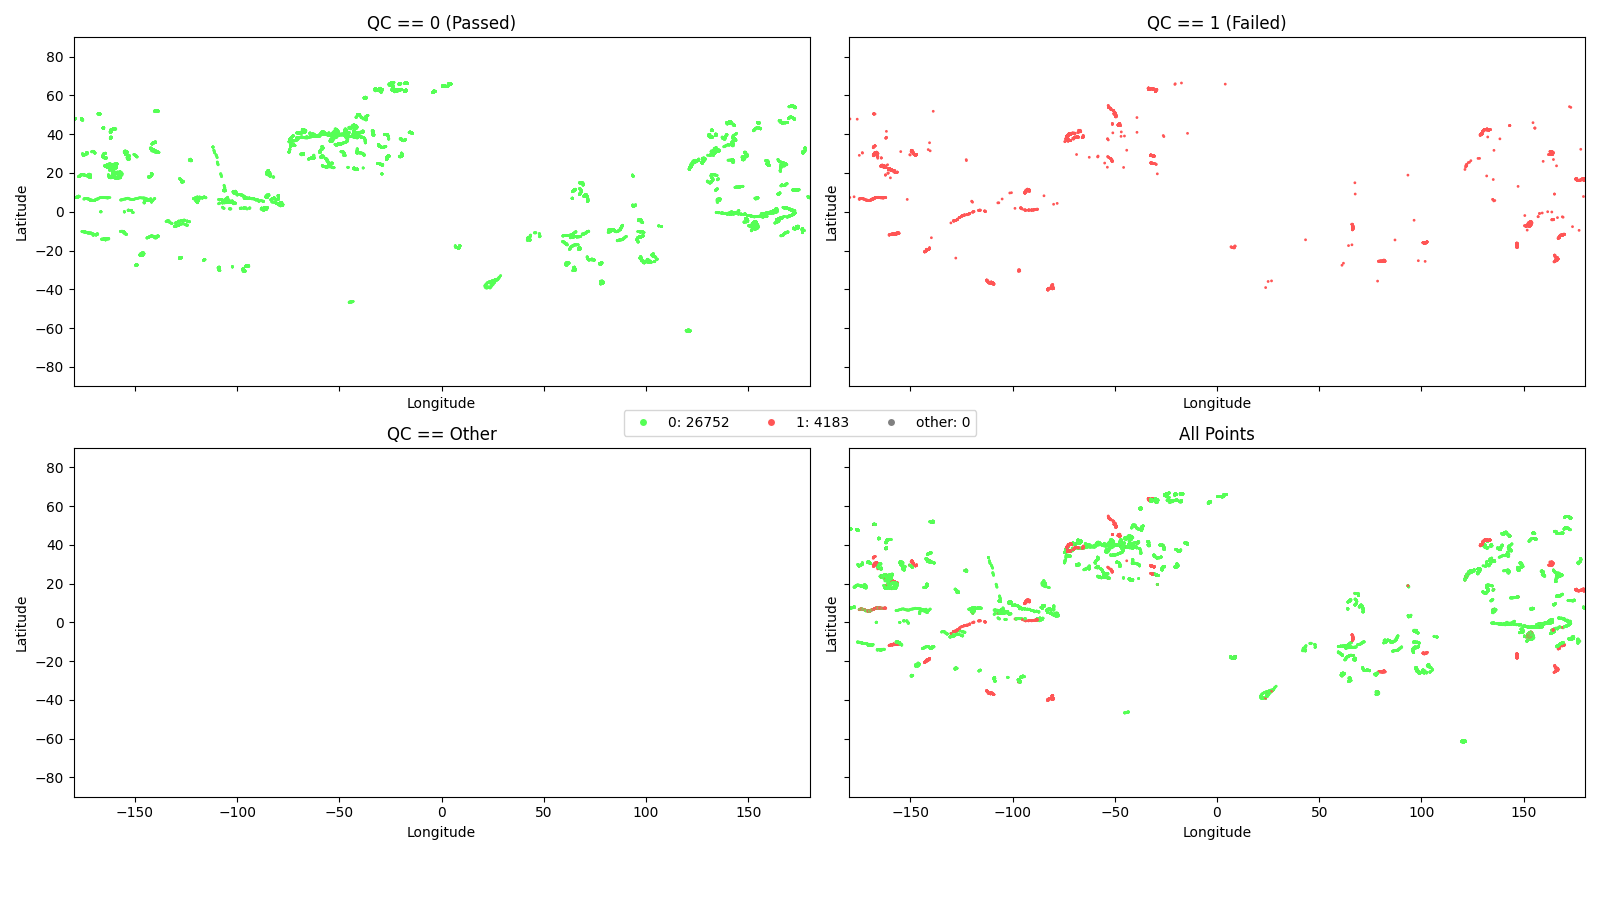 QC == 0 (Passed)
QC == 1 (Failed)
80
60
40
20
0
−20
−40
−60
−80
Latitude
Latitude
Longitude
Longitude
0: 26752
1: 4183
other: 0
QC == Other
All Points
80
60
40
20
0
−20
−40
−60
−80
Latitude
Latitude
−150
−100
−50
0
50
100
150
−150
−100
−50
0
50
100
150
Longitude
Longitude